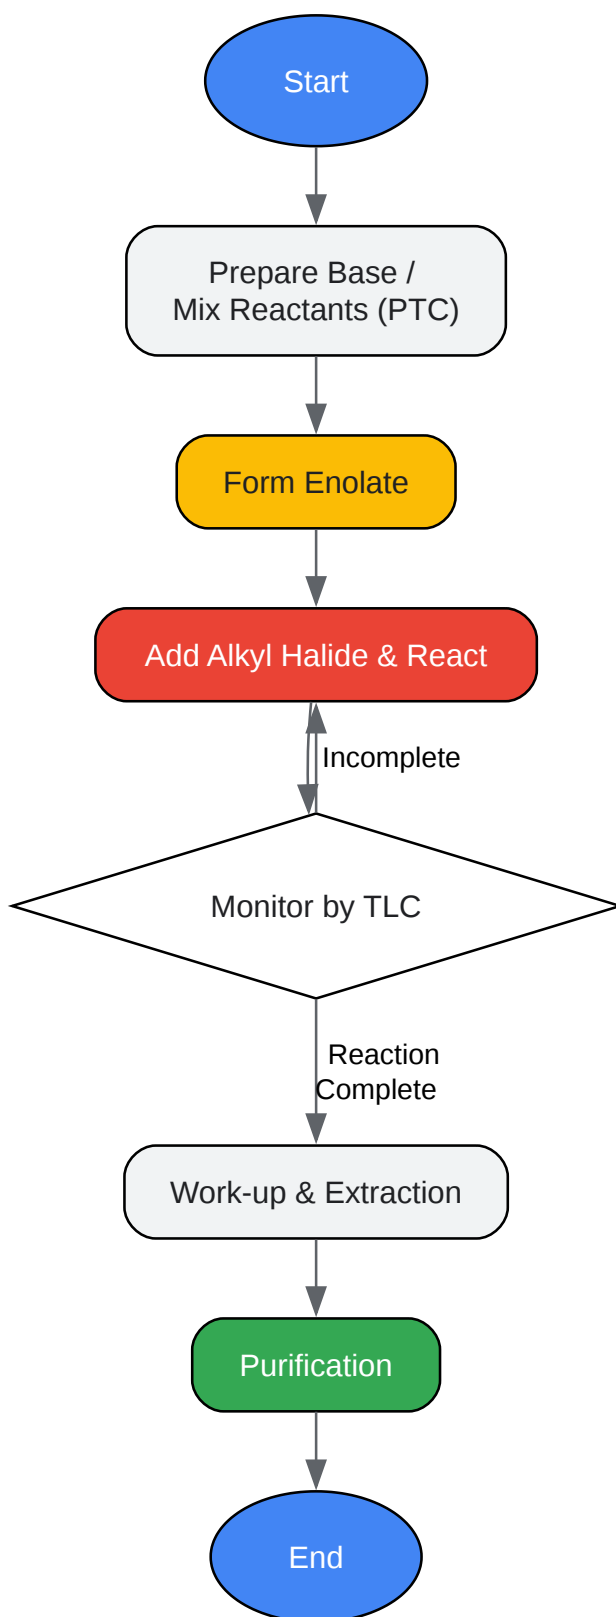 Start
Prepare Base /
Mix Reactants (PTC)
Form Enolate
Add Alkyl Halide & React
Incomplete
Monitor by TLC
Reaction
Complete
Work-up & Extraction
Purification
End